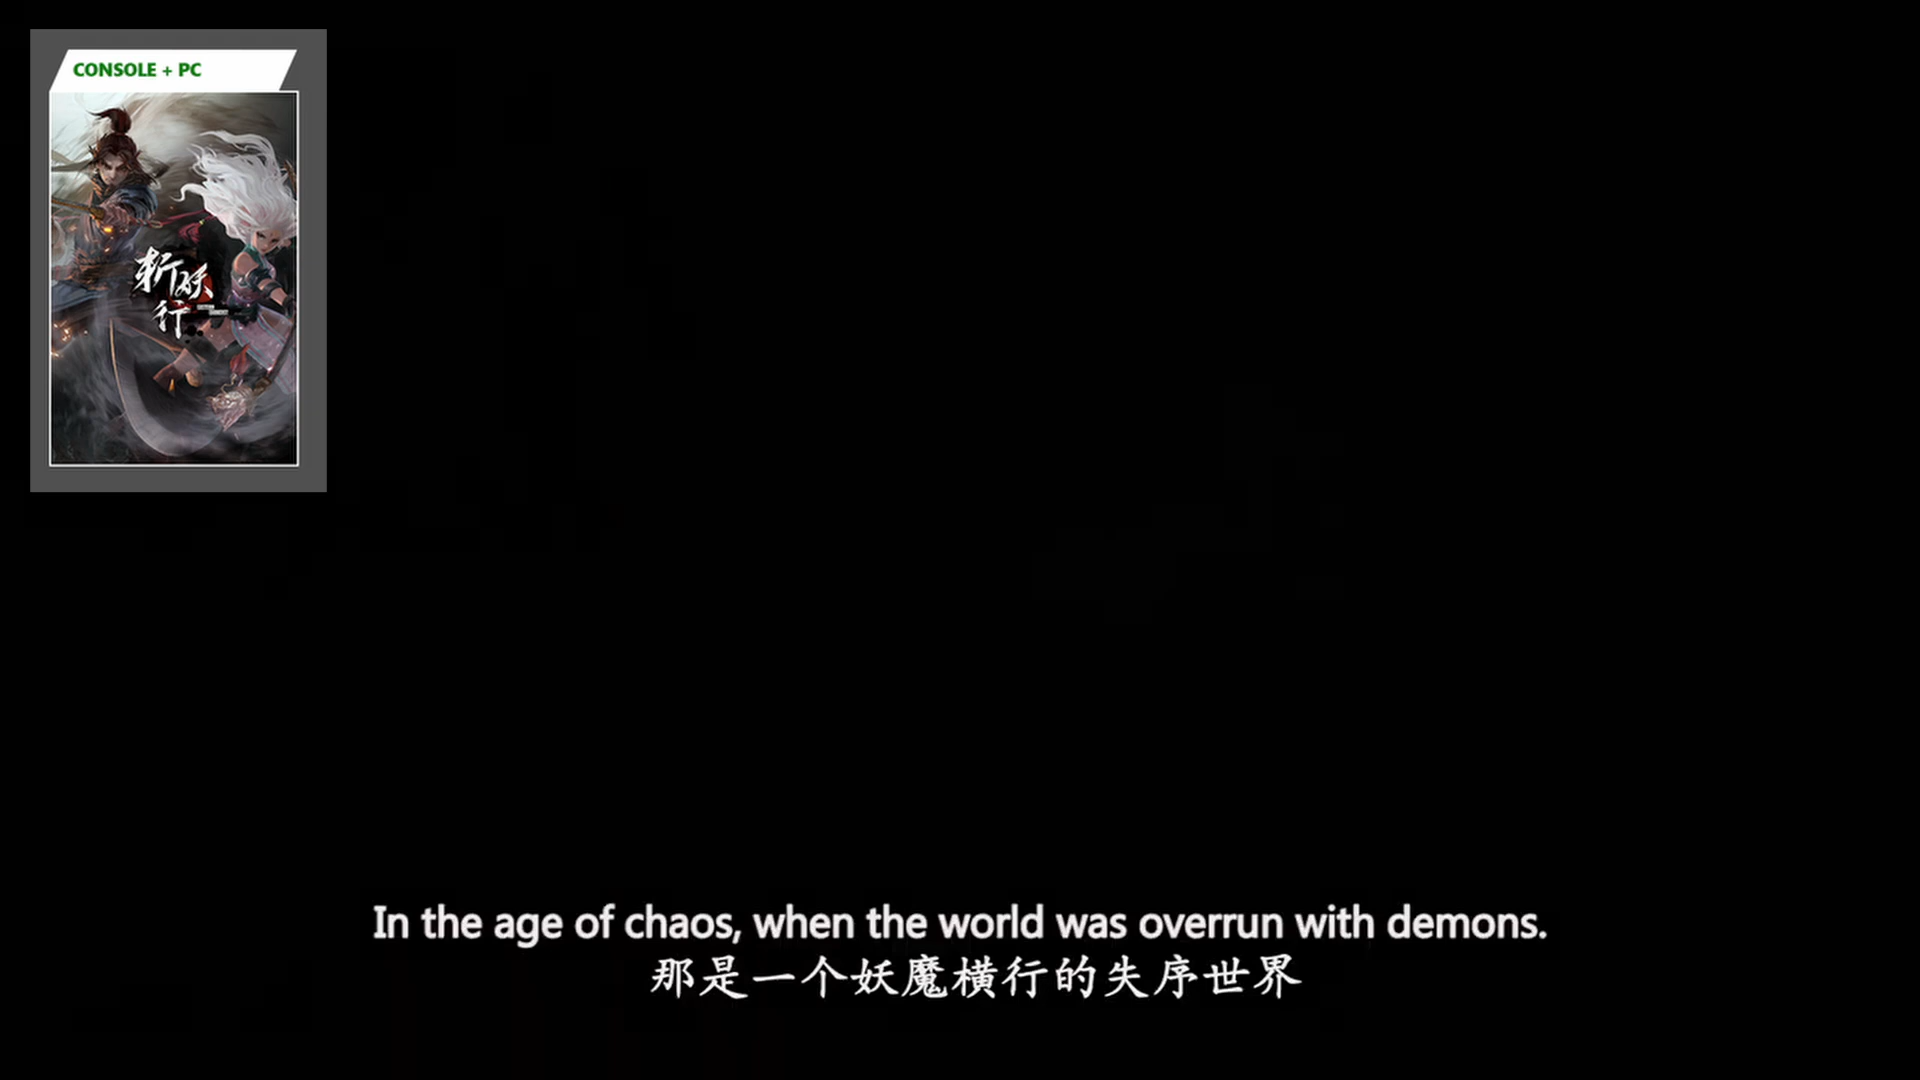 CONSOLE + PC
斩妖
行
In the age of chaos, when the world was overrun with demons.
那是一个妖魔横行的失序世界